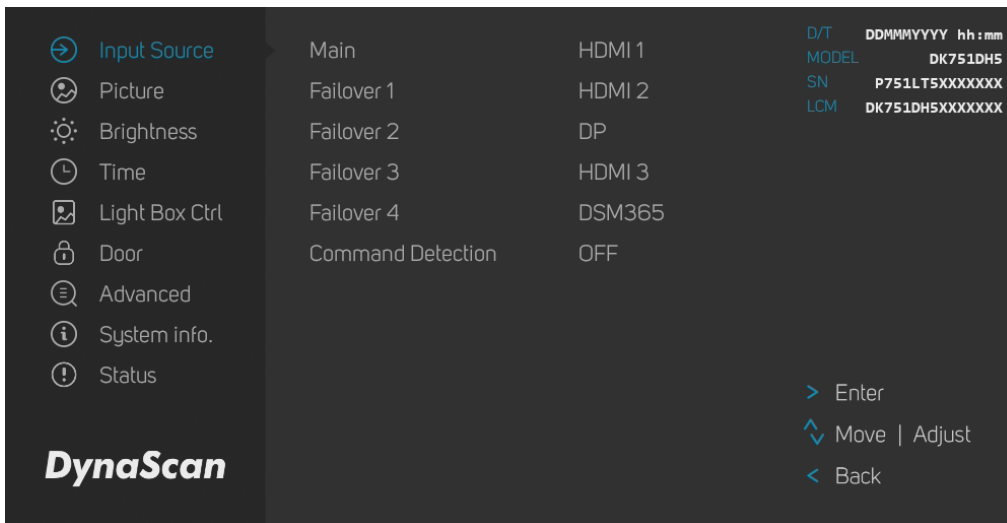 Input Source
Picture
Brightness
Time
Light Box Ctrl
Door
Advanced
System info.
Status
DynaScan
Main HDMI 1
Failover 1 HDMI 2
Failover 2 DP
Failover 3 HDMI 3
Failover 4 DSM365
Command Detection OFF
D/T DDMMMYYYY hh:mm
MODEL DK751DH5
SN P751LT5XXXXXXX
LCM DK751DH5XXXXXXX
> Enter
Move | Adjust
< Back